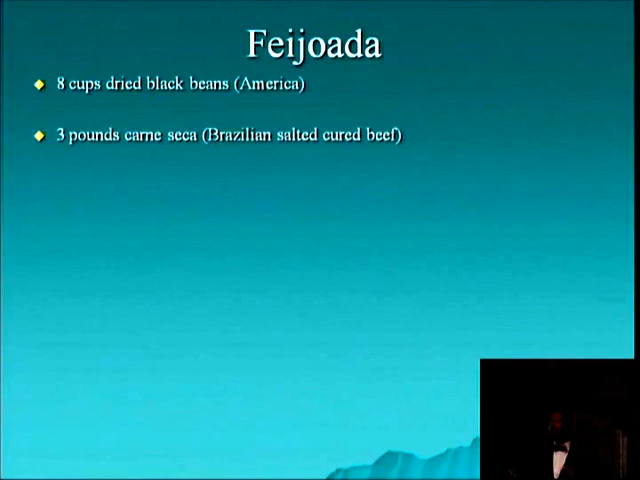 Feijoada
8 cups dried black beans (America)
3 pounds carne seca (Brazilian salted cured beef)